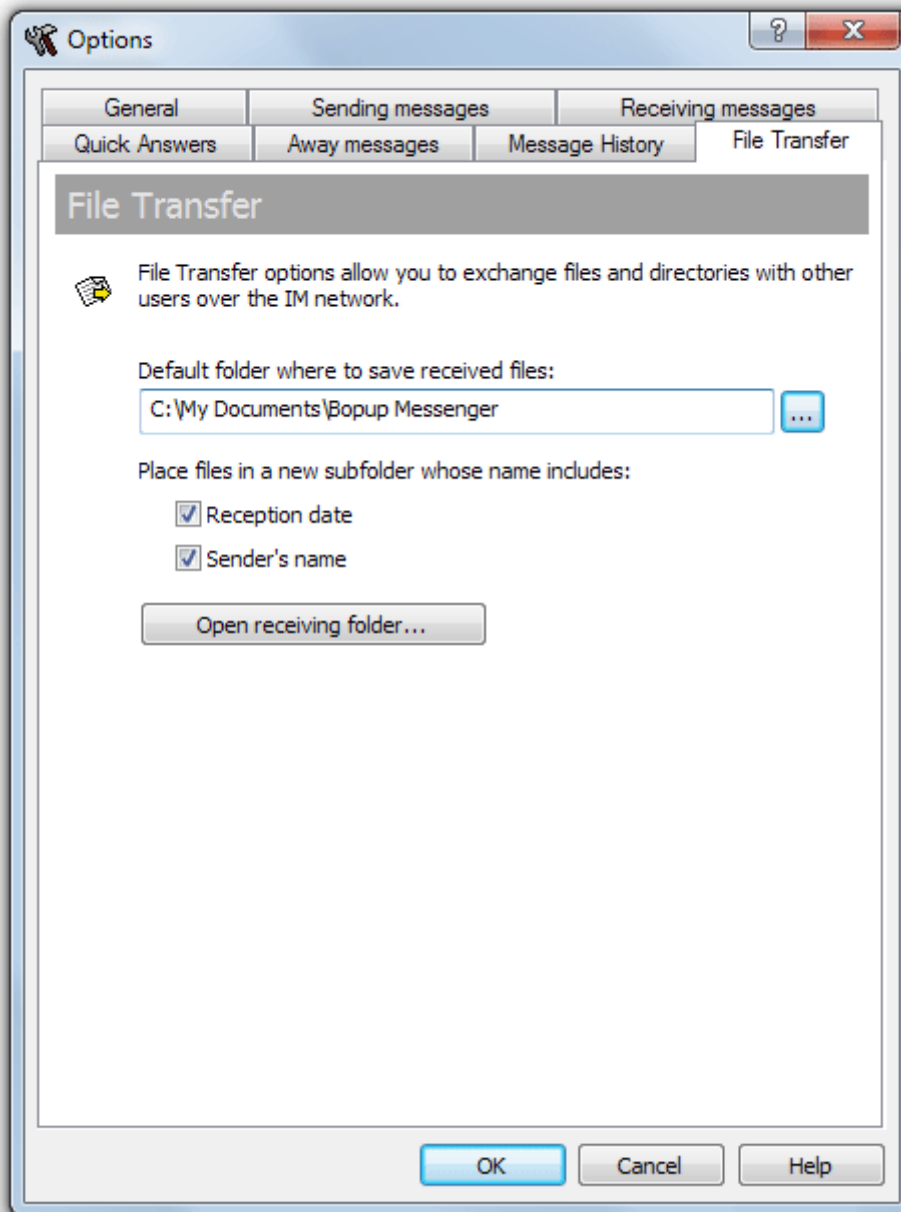 Options
General
Sending messages
Receiving messages
Quick Answers
Away messages
Message History
File Transfer
File Transfer
File Transfer options allow you to exchange files and directories with other
users over the IM network.
Default folder where to save received files:
C:\My Documents\Bopup Messenger
...
Place files in a new subfolder whose name includes:
Reception date
Sender's name
Open receiving folder...
OK
Cancel
Help